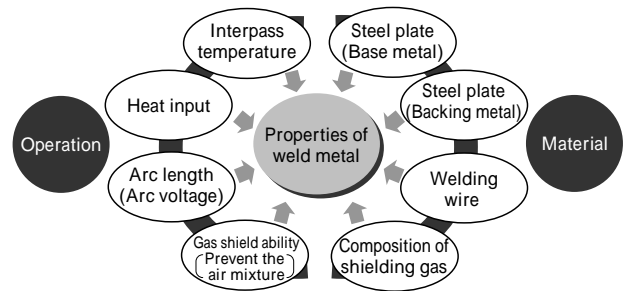 Interpass
temperature
Steel plate
(Base metal)
Heat input
Steel plate
(Backing metal)
Operation
Properties of
weld metal
Material
Arc length
(Arc voltage)
Welding
wire
Gas shield ability
(Prevent the
air mixture)
Composition of
shielding gas